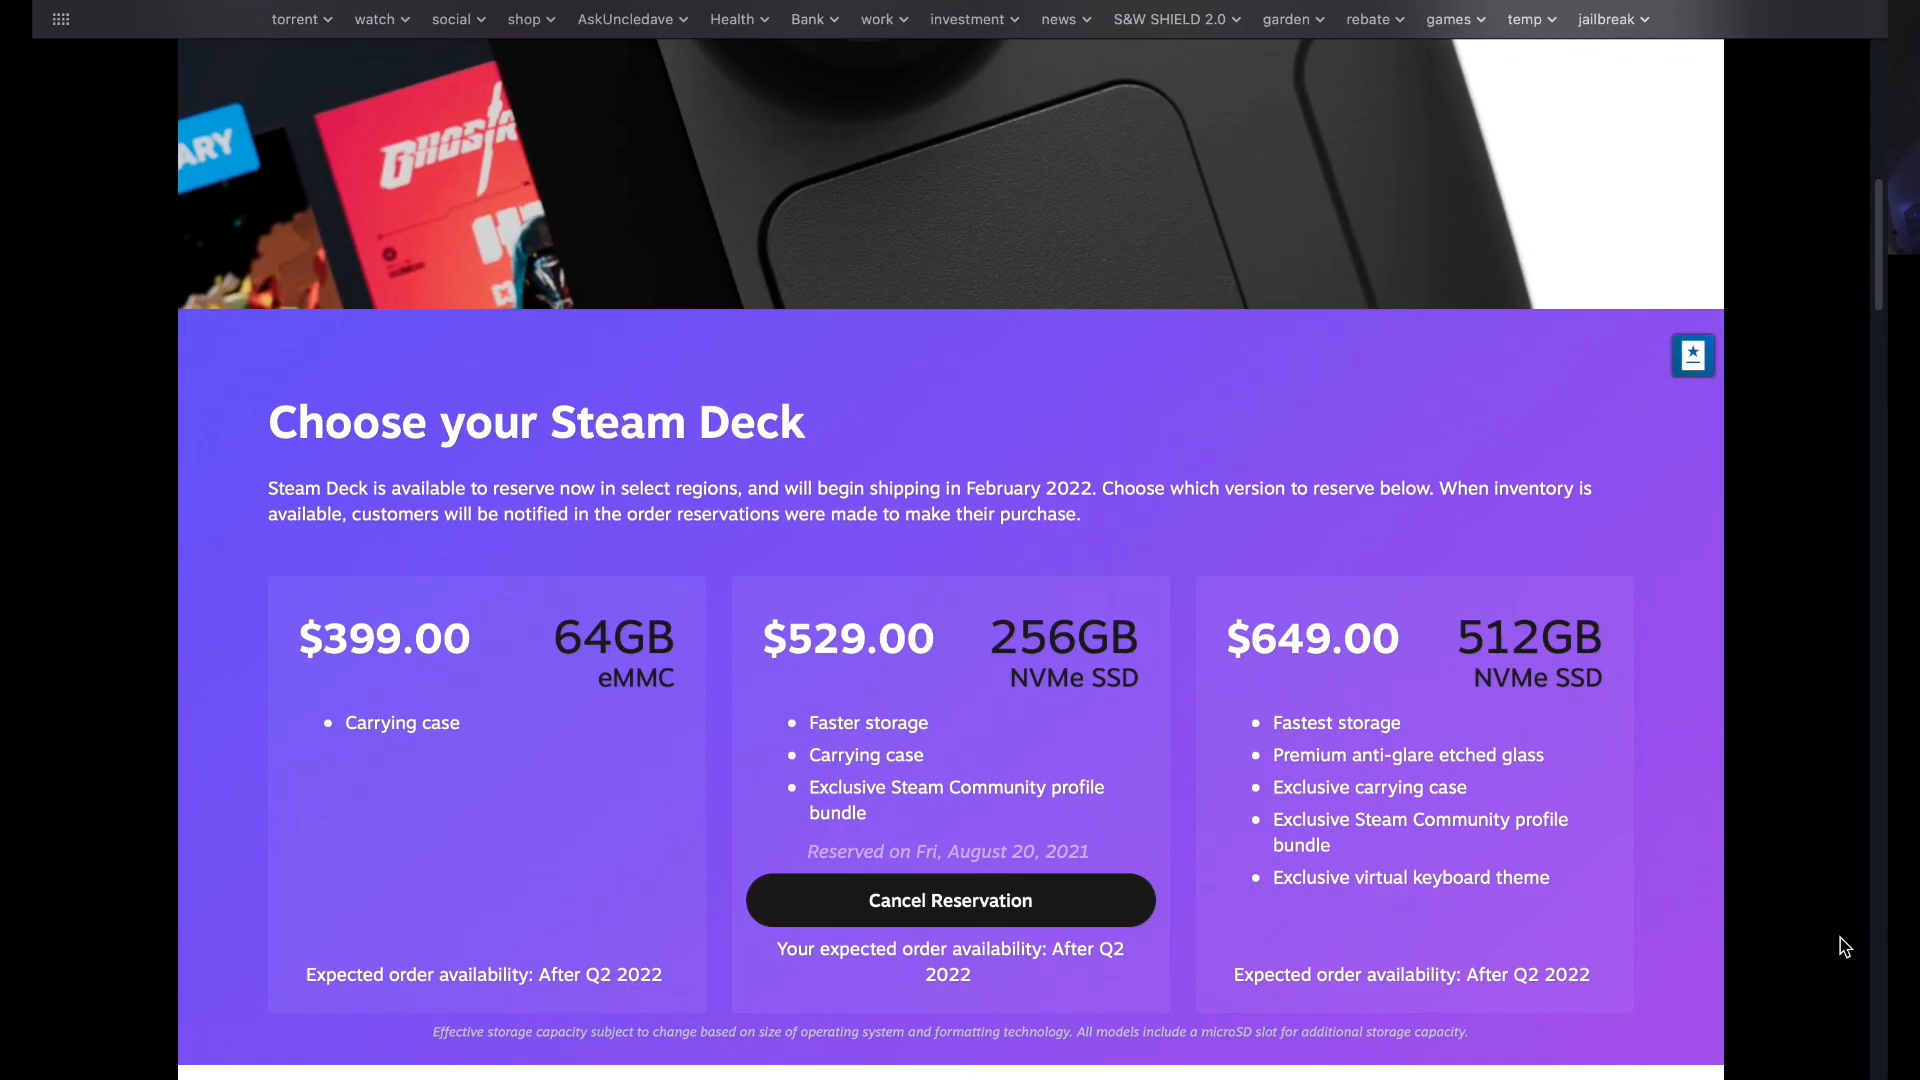 torrent watch social shop AskUncledave Health Bank work investment news S&W SHIELD 2.0 garden rebate games temp jailbreak
ARY
Choose your Steam Deck
Steam Deck is available to reserve now in select regions, and will begin shipping in February 2022. Choose which version to reserve below. When inventory is
available, customers will be notified in the order reservations were made to make their purchase.
$399.00 64GB
eMMC
• Carrying case
Expected order availability: After Q2 2022
$529.00 256GB
NVMe SSD
• Faster storage
• Carrying case
• Exclusive Steam Community profile
bundle
Reserved on Fri, August 20, 2021
Cancel Reservation
Your expected order availability: After Q2
2022
$649.00 512GB
NVMe SSD
• Fastest storage
• Premium anti-glare etched glass
• Exclusive carrying case
• Exclusive Steam Community profile
bundle
• Exclusive virtual keyboard theme
Expected order availability: After Q2 2022
Effective storage capacity subject to change based on size of operating system and formatting technology. All models include a microSD slot for additional storage capacity.